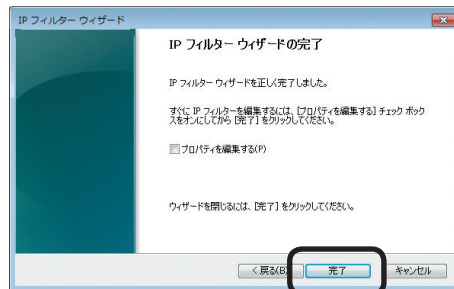 IP フィルター ウィザード
IP フィルター ウィザードの完了
IP フィルター ウィザードを正しく完了しました。
すぐに IP フィルターを編集するには、[プロパティを編集する] チェック ボック
スをオンにしてから [完了] をクリックしてください。
プロパティを編集する(P)
ウィザードを閉じるには、[完了] をクリックしてください。
< 戻る(B)
完了
キャンセル